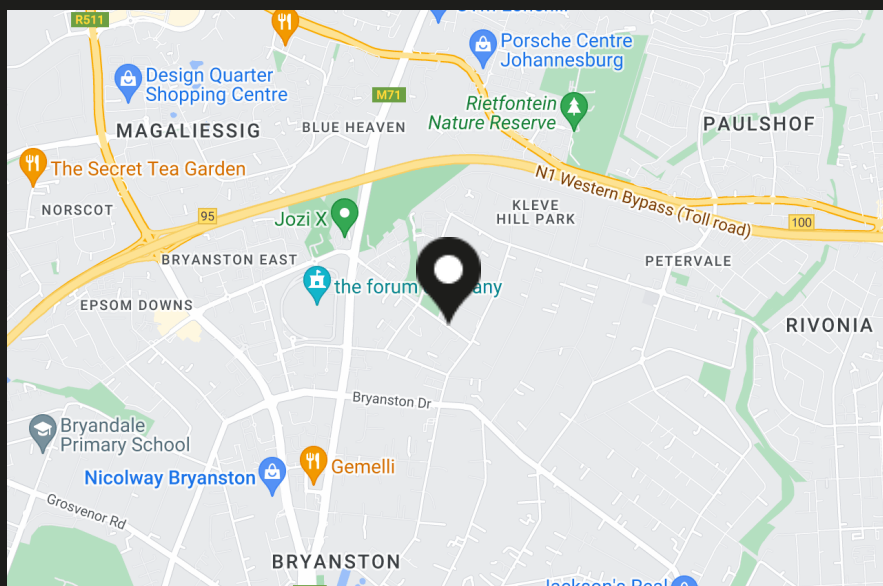 R511
Porsche Centre
Johannesburg
Design Quarter
Shopping Centre
M71
Rietfontein
Nature Reserve
MAGALIESSIG
BLUE HEAVEN
PAULSHOF
The Secret Tea Garden
N1 Western Bypass (Toll road)
NORSCOT
95
Jozi X
KLEVE
HILL PARK
100
BRYANSTON EAST
PETERVALE
the forum
any
EPSOM DOWNS
RIVONIA
Bryanston Dr
Bryandale
Primary School
Gemelli
Nicolway Bryanston
Grosvenor Rd
BRYANSTON
Jackson's Real